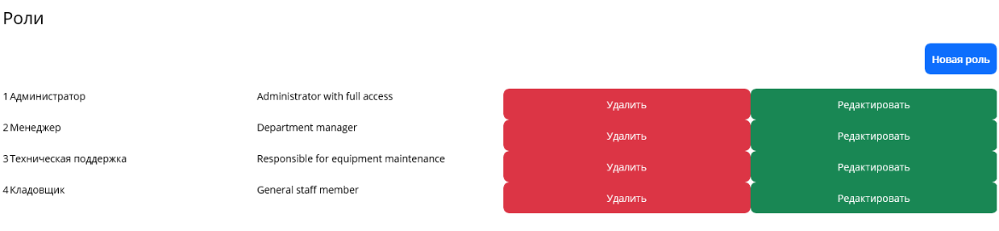 Роли
Новая роль
1 Администратор Administrator with full access Удалить Редактировать
2 Менеджер Department manager Удалить Редактировать
3 Техническая поддержка Responsible for equipment maintenance Удалить Редактировать
4 Кладовщик General staff member Удалить Редактировать